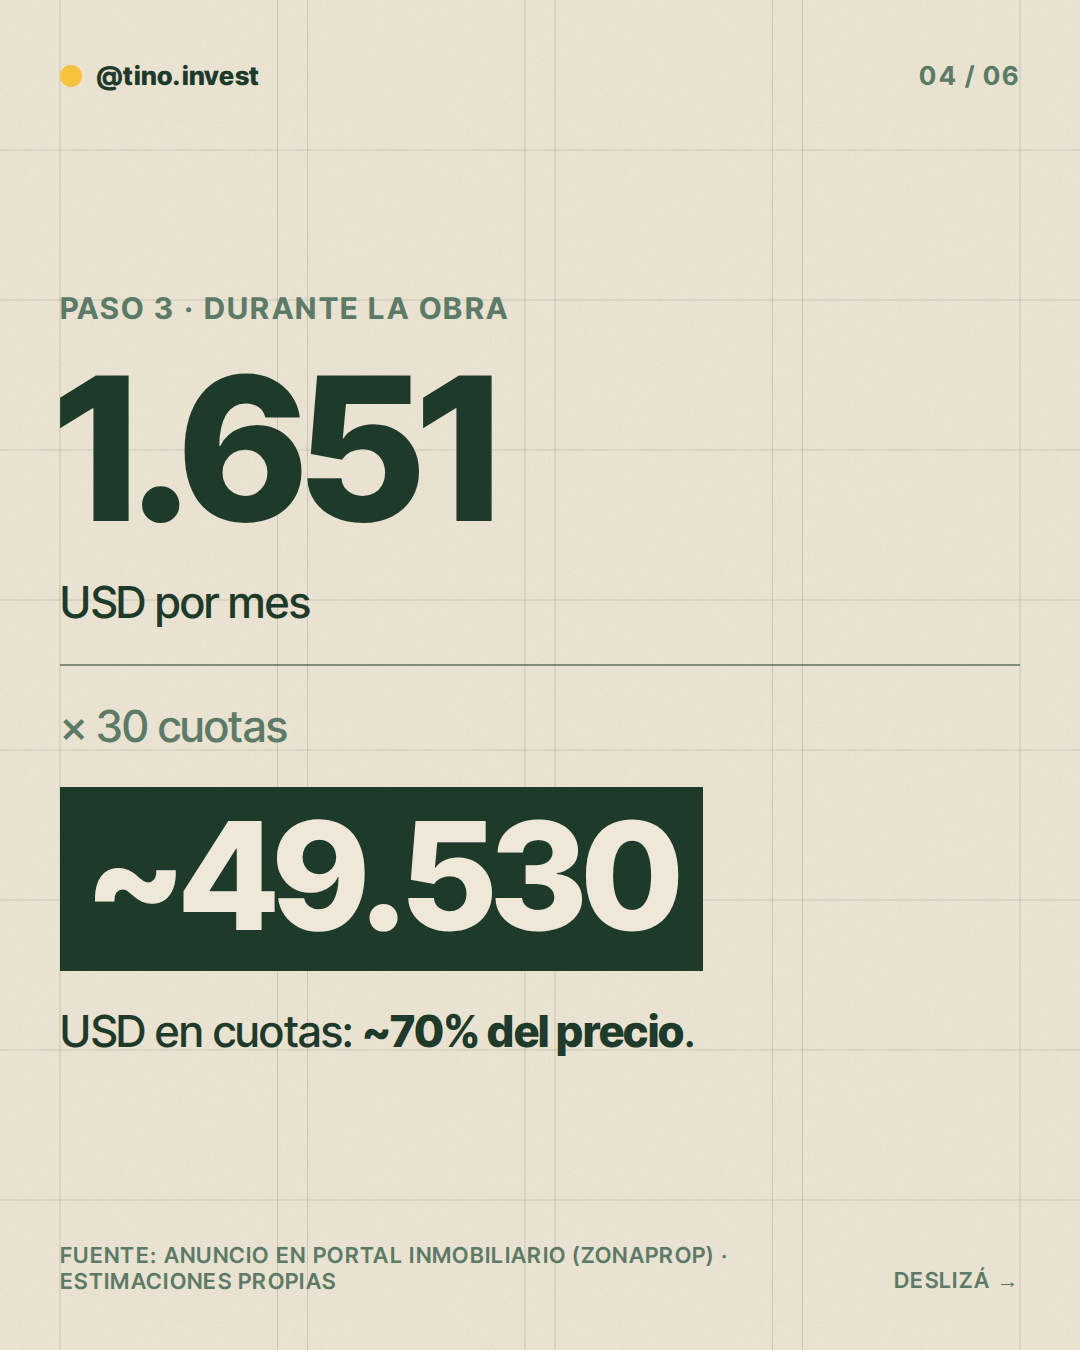 @tino.invest
04 / 06
PASO 3 · DURANTE LA OBRA
1.651
USD por mes
× 30 cuotas
~49.530
USD en cuotas: ~70% del precio.
FUENTE: ANUNCIO EN PORTAL INMOBILIARIO (ZONAPROP) ·
ESTIMACIONES PROPIAS
DESLIZÁ →